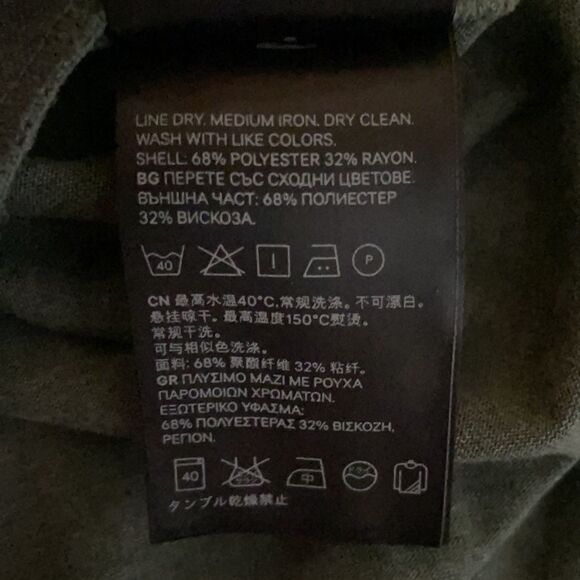 LINE DRY. MEDIUM IRON. DRY CLEAN.
WASH WITH LIKE COLORS.
SHELL: 68% POLYESTER 32% RAYON.
BG ПЕРЕТЕ СЪС СХОДНИ ЦВЕТОВЕ.
ВЪНШНА ЧАСТ: 68% ПОЛИЕСТЕР
32% ВИСКОЗА.
40 P
CN 最高水温40°C,常规洗涤。不可漂白。
悬挂晾干。最高温度150°C熨烫。
常规干洗。
可与相似色洗涤。
面料: 68% 聚酯纤维 32% 粘纤。
GR ΠΛΥΣΙΜΟ ΜΑΖΙ ΜΕ ΡΟΥΧΑ
ΠΑΡΟΜΟΙΩΝ ΧΡΩΜΑΤΩΝ.
ΕΞΩΤΕΡΙΚΟ ΥΦΑΣΜΑ:
68% ΠΟΛΥΕΣΤΕΡΑΣ 32% ΒΙΣΚΟΖΗ,
ΡΕΓΙΟΝ.
40 中
タンブル乾燥禁止